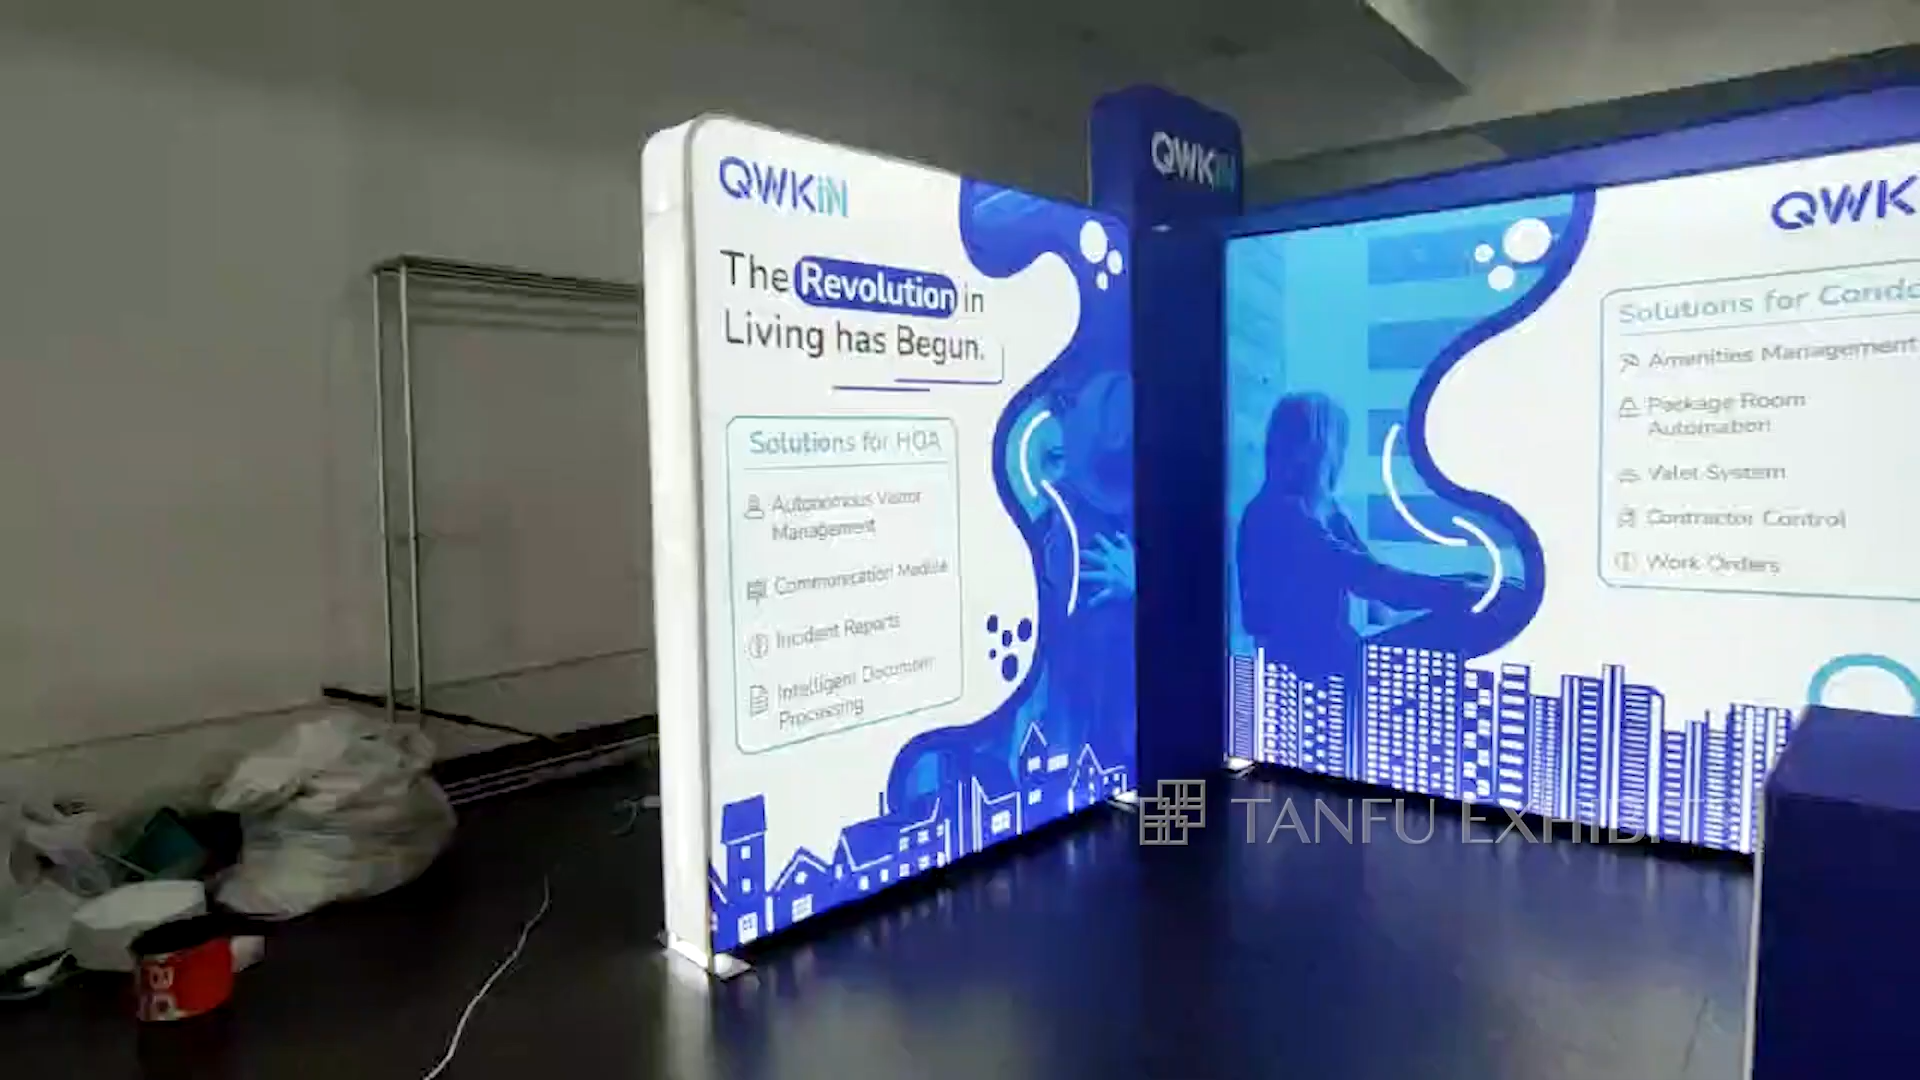 QWKiN
The Revolution in
Living has Begun.
Solutions for HOA
Autonomous Visitor
Management
Communication Module
Incident Reports
Intelligent Document
Processing
QWKiN
QWK
Solutions for Condo
Amenities Management
Package Room
Automation
Valet System
Contractor Control
Work Orders
TANFU EXHIBIT